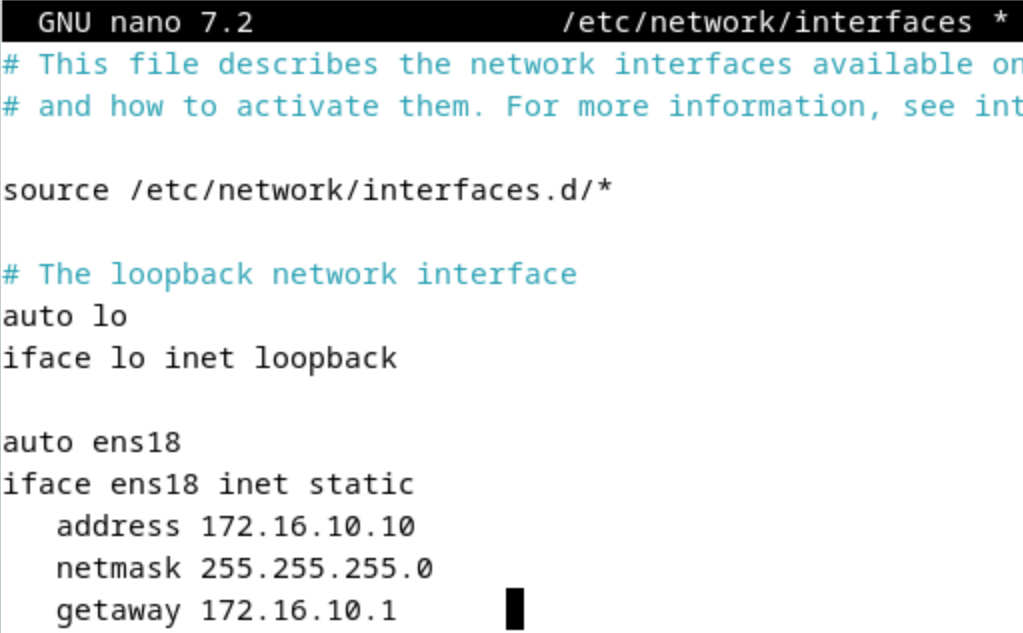 GNU nano 7.2 /etc/network/interfaces *
# This file describes the network interfaces available on
# and how to activate them. For more information, see int
source /etc/network/interfaces.d/*
# The loopback network interface
auto lo
iface lo inet loopback
auto ens18
iface ens18 inet static
address 172.16.10.10
netmask 255.255.255.0
getaway 172.16.10.1